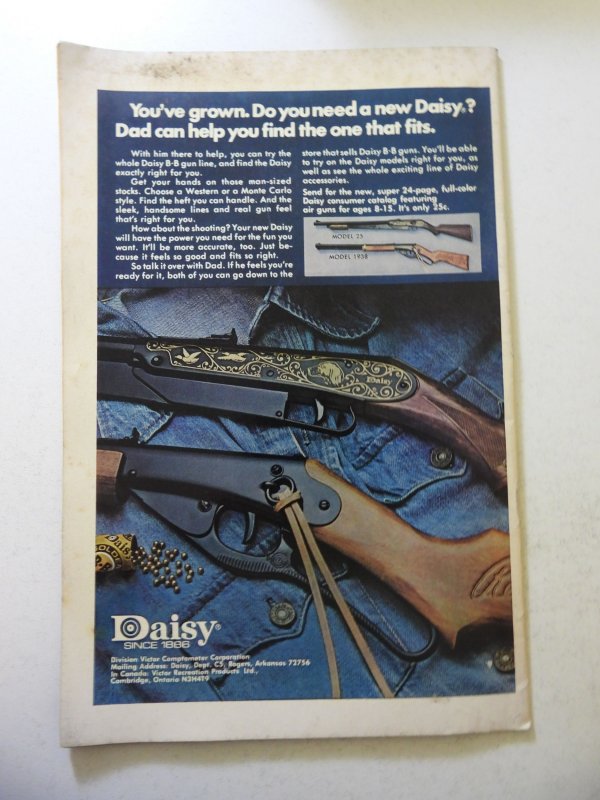 You've grown. Do you need a new Daisy®?
Dad can help you find the one that fits.
With him there to help, you can try the
whole Daisy B·B gun line, and find the Daisy
exactly right for you.
Get your hands on those man-sized
stocks. Choose a Western or a Monte Carlo
style. Find the heft you can handle. And the
sleek, handsome lines and real gun feel
that's right for you.
How about the shooting? Your new Daisy
will have the power you need for the fun you
want. It'll be more accurate, too. Just be-
cause it feels so good and fits so right.
So talk it over with Dad. If he feels you're
ready for it, both of you can go down to the
store that sells Daisy B·B guns. You'll be able
to try on the Daisy models right for you, as
well as see the whole exciting line of Daisy
accessories.
Send for the new, super 24-page, full-color
Daisy consumer catalog featuring
air guns for ages 8-15. It's only 25c.
MODEL 25
MODEL 1938
Daisy
Daisy
Daisy®
SINCE 1886
Division Victor Comptometer Corporation
Mailing Address: Daisy, Dept. C5, Rogers, Arkansas 72756
In Canada: Victor Recreation Products Ltd.,
Cambridge, Ontario N3H4T9